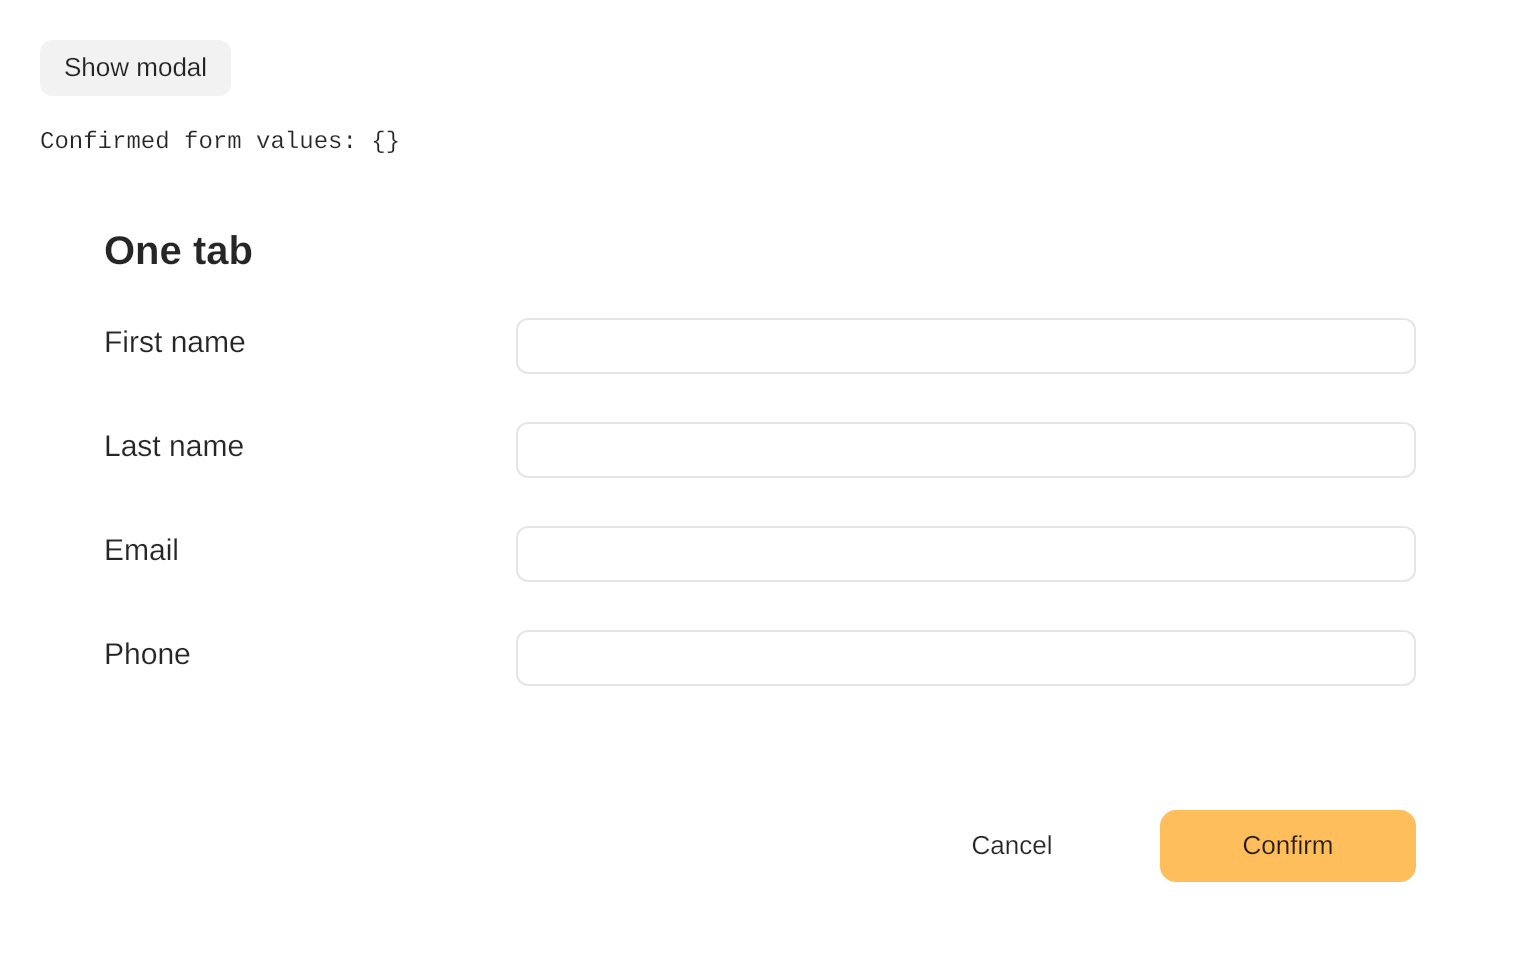 Show modal
Confirmed form values: {}
One tab
First name
Last name
Email
Phone
Cancel
Confirm